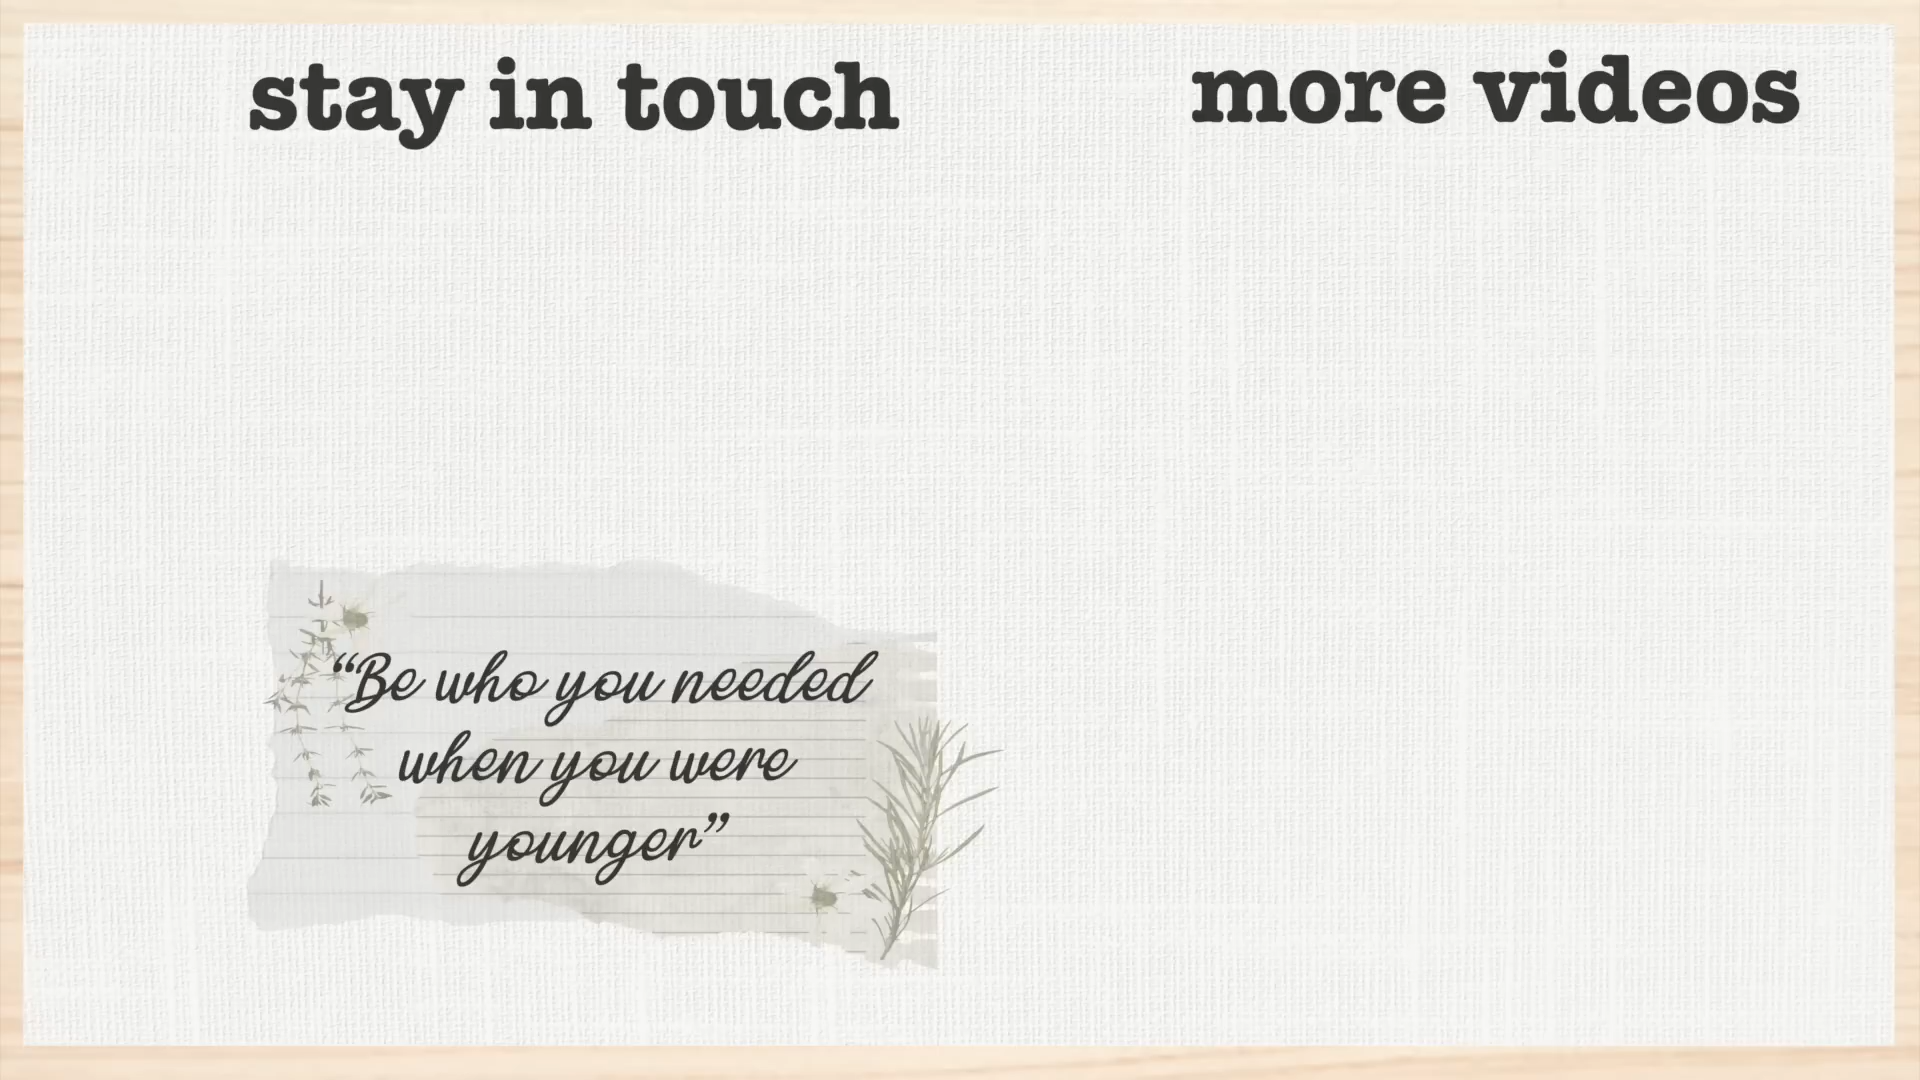 stay in touch
more videos
“Be who you needed
when you were
younger”